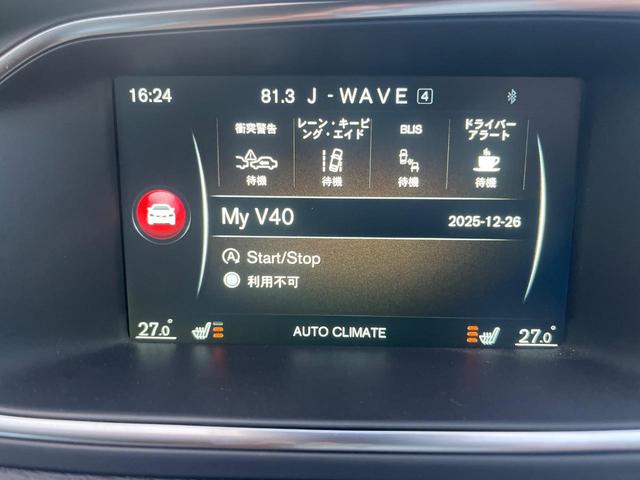 16:24 81.3 J-WAVE 4
衝突警告 レーン・キーピング・エイド BLIS ドライバーアラート
待機 待機 待機 待機
My V40 2025-12-26
A Start/Stop
利用不可
27.0° AUTO CLIMATE 27.0°